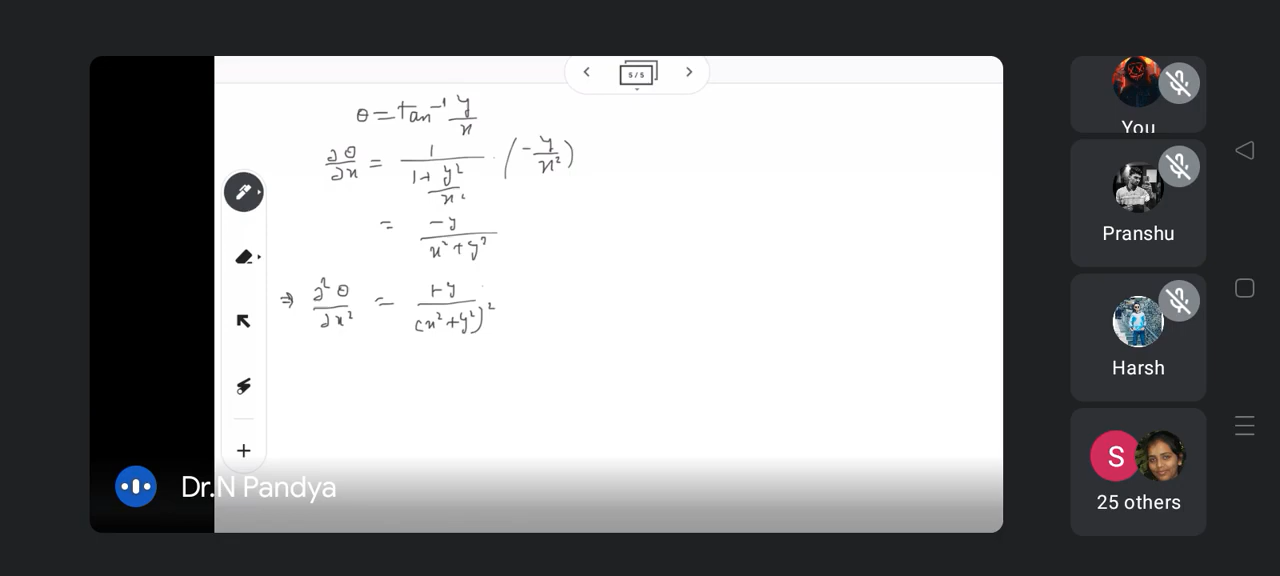 5/5
θ = tan⁻¹ y/x
∂θ/∂x = 1/(1 + y²/x²) · (-y/x²)
= -y/(x² + y²)
⇒ ∂²θ/∂x² = +y/(x² + y²)²
Dr.N Pandya
You
Pranshu
Harsh
S
25 others